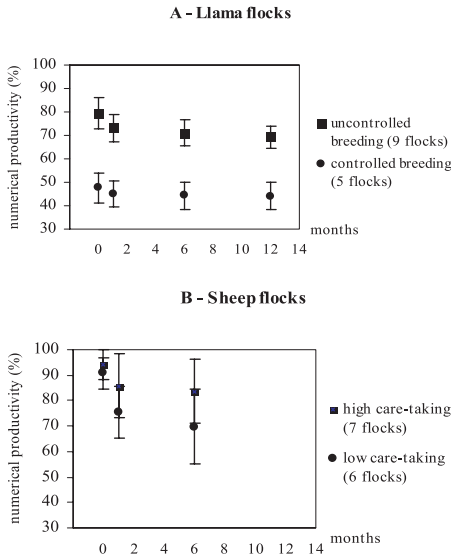 A - Llama flocks
numerical productivity (%)
100
90
80
70
60
50
40
30
0 2 4 6 8 10 12 14
months
uncontrolled
breeding (9 flocks)
controlled breeding
(5 flocks)
B - Sheep flocks
numerical productivity (%)
100
90
80
70
60
50
40
30
0 2 4 6 8 10 12 14
months
high care-taking
(7 flocks)
low care-taking
(6 flocks)